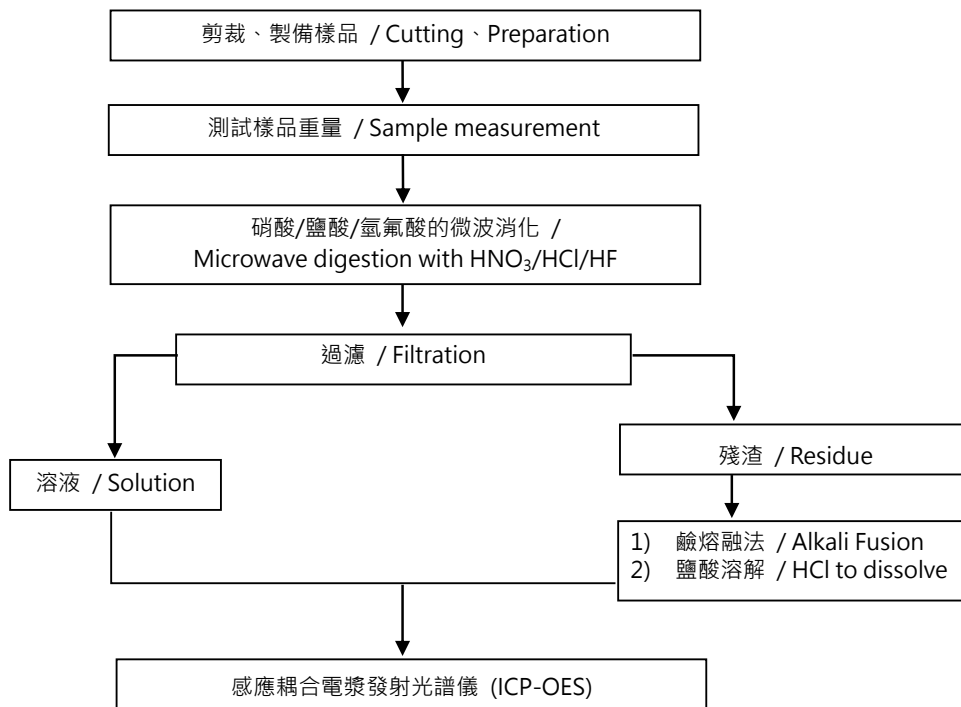 剪裁、製備樣品 / Cutting、Preparation
測試樣品重量 / Sample measurement
硝酸/鹽酸/氫氟酸的微波消化 /
Microwave digestion with HNO₃/HCl/HF
過濾 / Filtration
溶液 / Solution
殘渣 / Residue
1) 鹼熔融法 / Alkali Fusion
2) 鹽酸溶解 / HCl to dissolve
感應耦合電漿發射光譜儀 (ICP-OES)